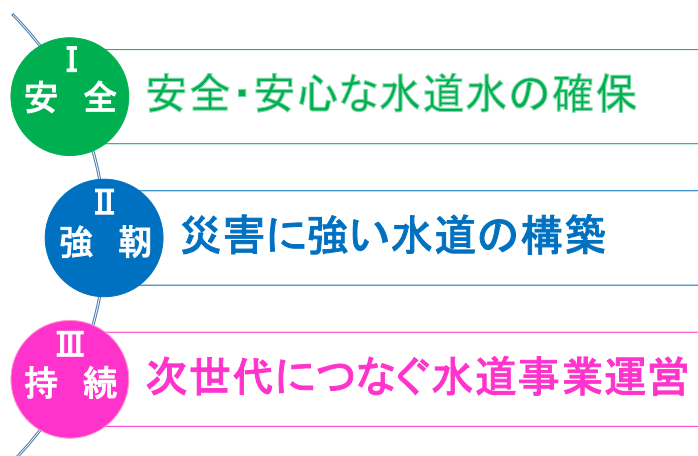 Ⅰ
安 全
安全・安心な水道水の確保
Ⅱ
強 靭
災害に強い水道の構築
Ⅲ
持 続
次世代につなぐ水道事業運営